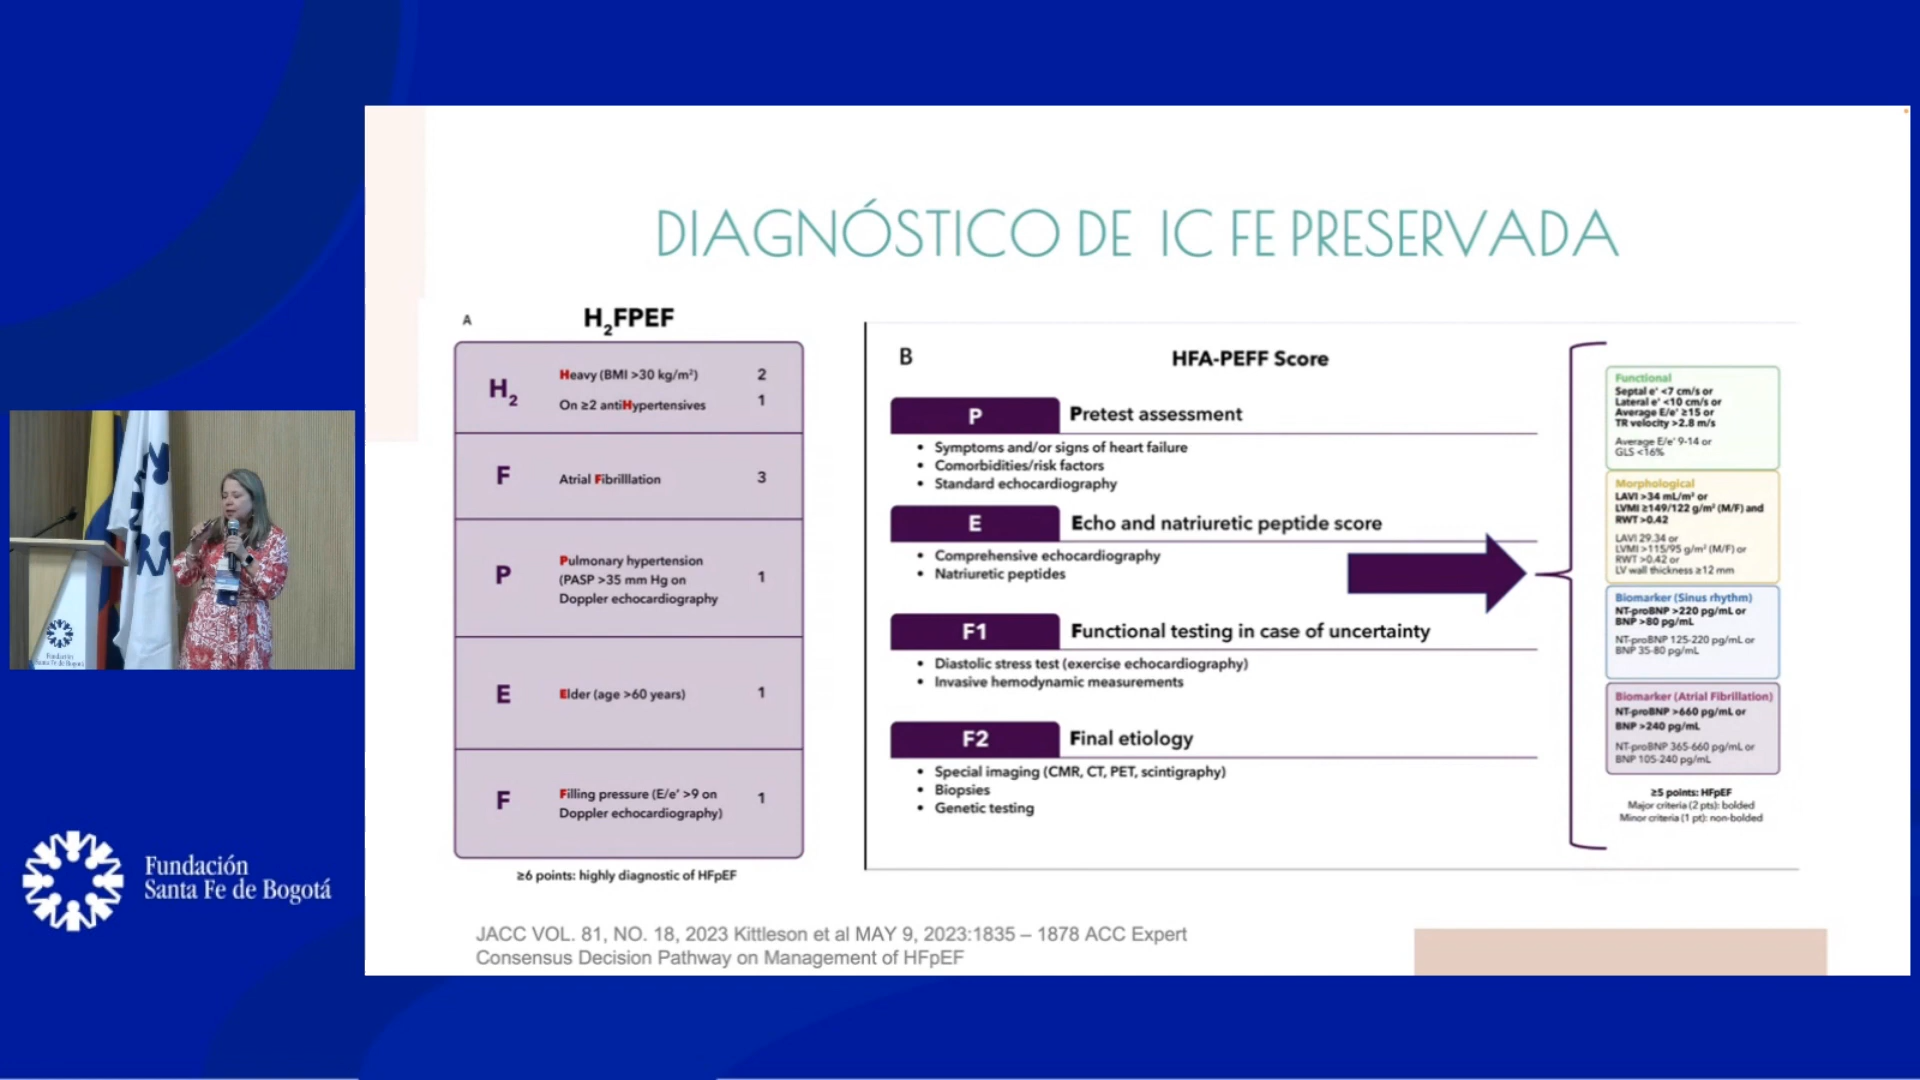 DIAGNÓSTICO DE IC FE PRESERVADA
A
H2FPEF
H2
Heavy (BMI >30 kg/m²) 2
On ≥2 antiHypertensives 1
F
Atrial Fibrilllation 3
P
Pulmonary hypertension
(PASP >35 mm Hg on
Doppler echocardiography
1
E
Elder (age >60 years) 1
F
Filling pressure (E/e' >9 on
Doppler echocardiography)
1
≥6 points: highly diagnostic of HFpEF
B
HFA-PEFF Score
P Pretest assessment
• Symptoms and/or signs of heart failure
• Comorbidities/risk factors
• Standard echocardiography
E Echo and natriuretic peptide score
• Comprehensive echocardiography
• Natriuretic peptides
F1 Functional testing in case of uncertainty
• Diastolic stress test (exercise echocardiography)
• Invasive hemodynamic measurements
F2 Final etiology
• Special imaging (CMR, CT, PET, scintigraphy)
• Biopsies
• Genetic testing
Functional
Septal e' <7 cm/s or
Lateral e' <10 cm/s or
Average E/e' ≥15 or
TR velocity >2.8 m/s
Average E/e' 9-14 or
GLS <16%
Morphological
LAVI >34 mL/m² or
LVMI ≥149/122 g/m² (M/F) and
RWT >0.42
LAVI 29.34 or
LVMI >115/95 g/m² (M/F) or
RWT >0.42 or
LV wall thickness ≥12 mm
Biomarker (Sinus rhythm)
NT-proBNP >220 pg/mL or
BNP >80 pg/mL
NT-proBNP 125-220 pg/mL or
BNP 35-80 pg/mL
Biomarker (Atrial Fibrillation)
NT-proBNP >660 pg/mL or
BNP >240 pg/mL
NT-proBNP 365-660 pg/mL or
BNP 105-240 pg/mL
≥5 points: HFpEF
Major criteria (2 pts): bolded
Minor criteria (1 pt): non-bolded
JACC VOL. 81, NO. 18, 2023 Kittleson et al MAY 9, 2023:1835 – 1878 ACC Expert
Consensus Decision Pathway on Management of HFpEF
Fundación
Santa Fe de Bogotá
Fundación
Santa Fe de Bogotá